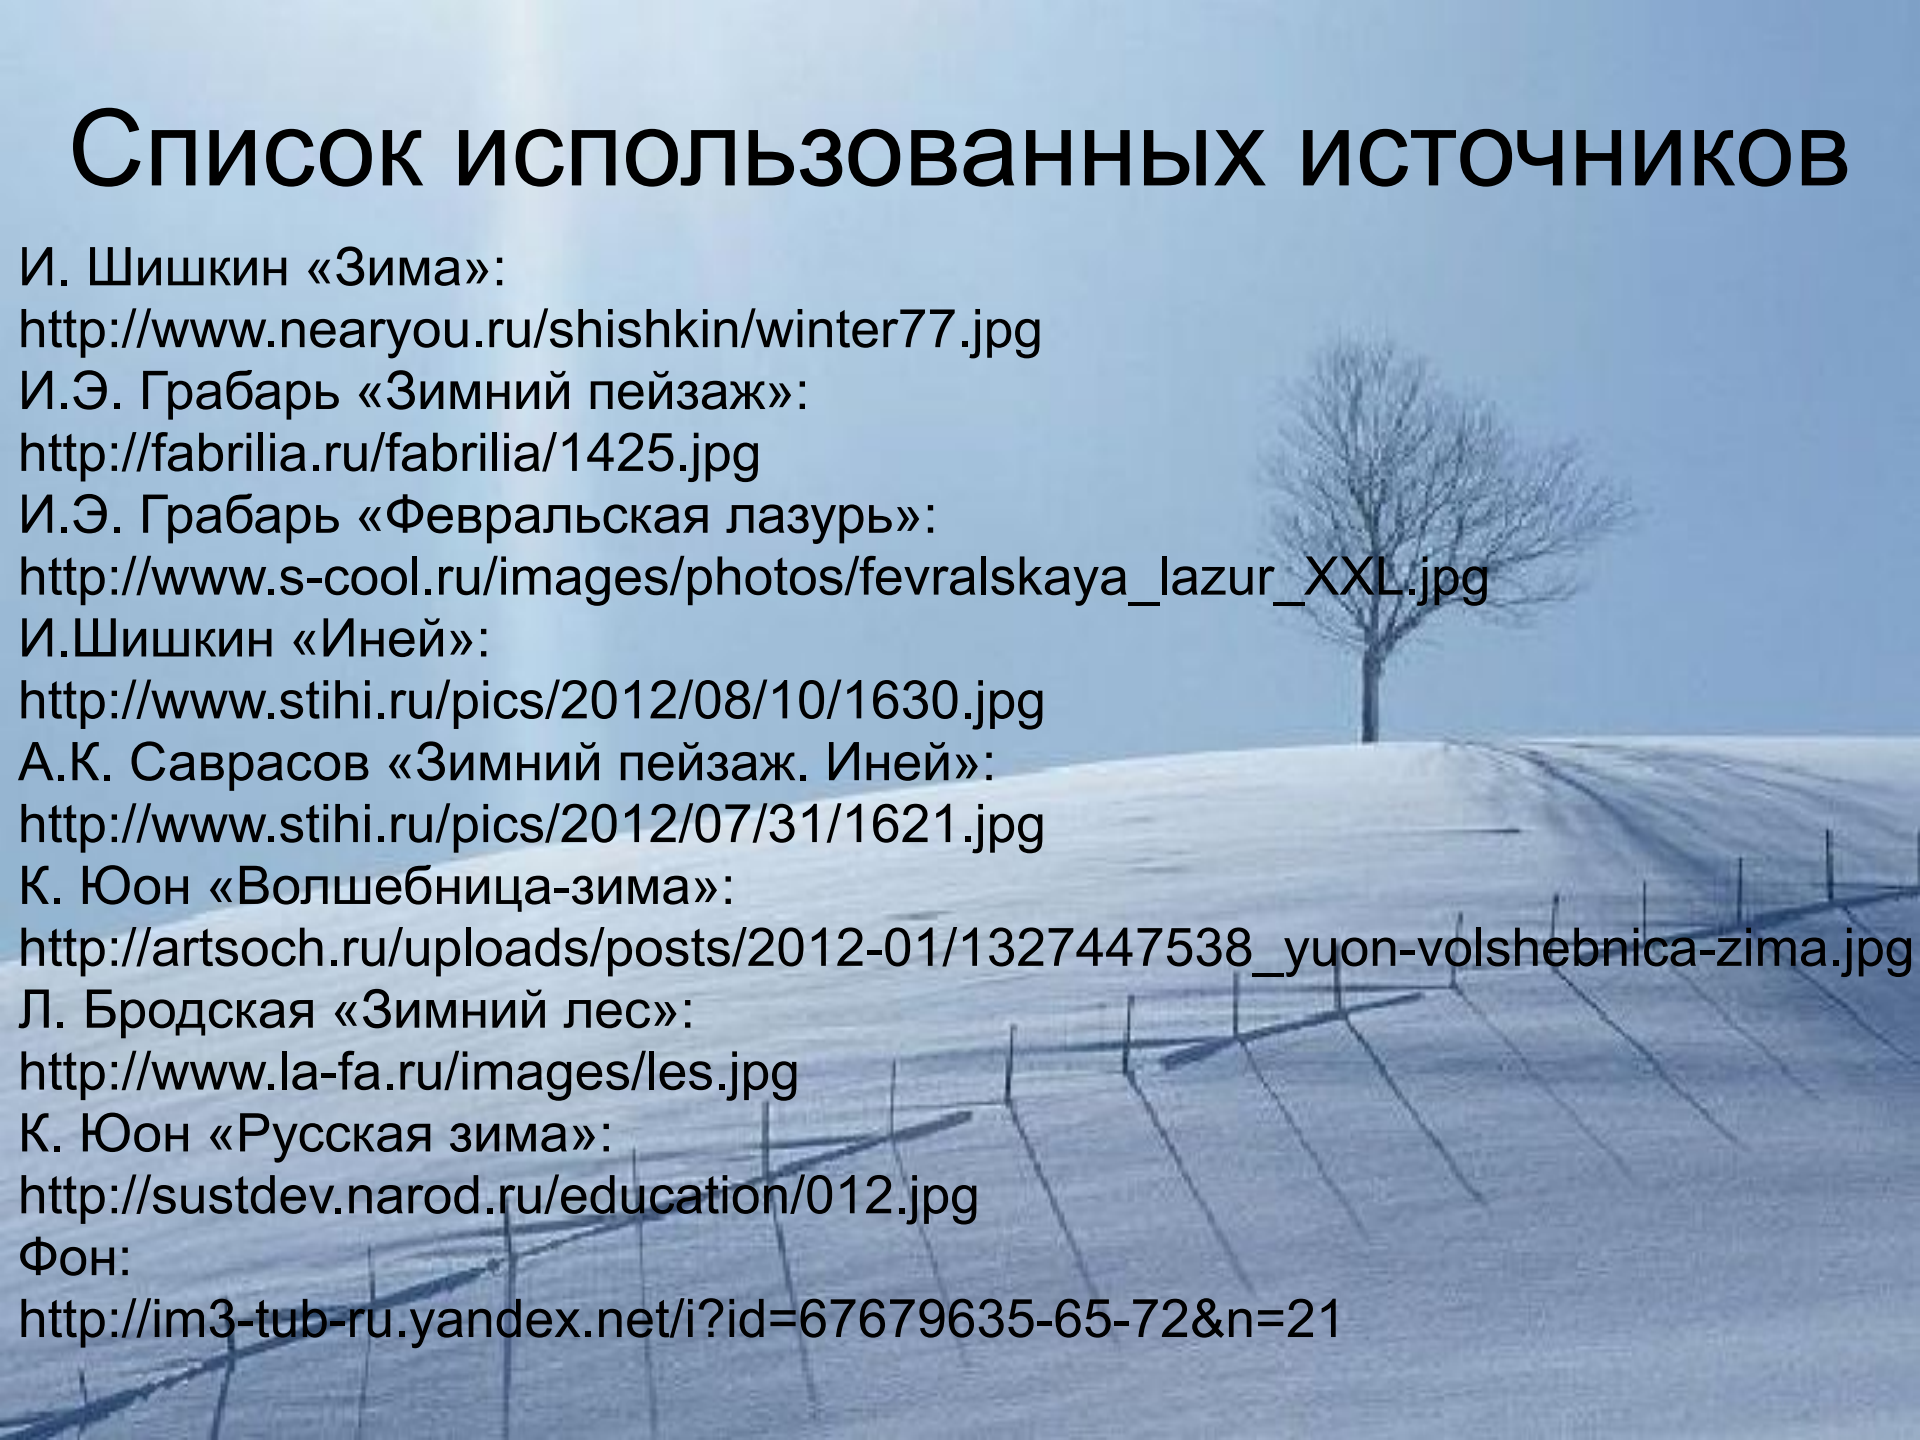 Список использованных источников
И. Шишкин «Зима»:
http://www.nearyou.ru/shishkin/winter77.jpg
И.Э. Грабарь «Зимний пейзаж»:
http://fabrilia.ru/fabrilia/1425.jpg
И.Э. Грабарь «Февральская лазурь»:
http://www.s-cool.ru/images/photos/fevralskaya_lazur_XXL.jpg
И.Шишкин «Иней»:
http://www.stihi.ru/pics/2012/08/10/1630.jpg
А.К. Саврасов «Зимний пейзаж. Иней»:
http://www.stihi.ru/pics/2012/07/31/1621.jpg
К. Юон «Волшебница-зима»:
http://artsoch.ru/uploads/posts/2012-01/1327447538_yuon-volshebnica-zima.jpg
Л. Бродская «Зимний лес»:
http://www.la-fa.ru/images/les.jpg
К. Юон «Русская зима»:
http://sustdev.narod.ru/education/012.jpg
Фон:
http://im3-tub-ru.yandex.net/i?id=67679635-65-72&n=21